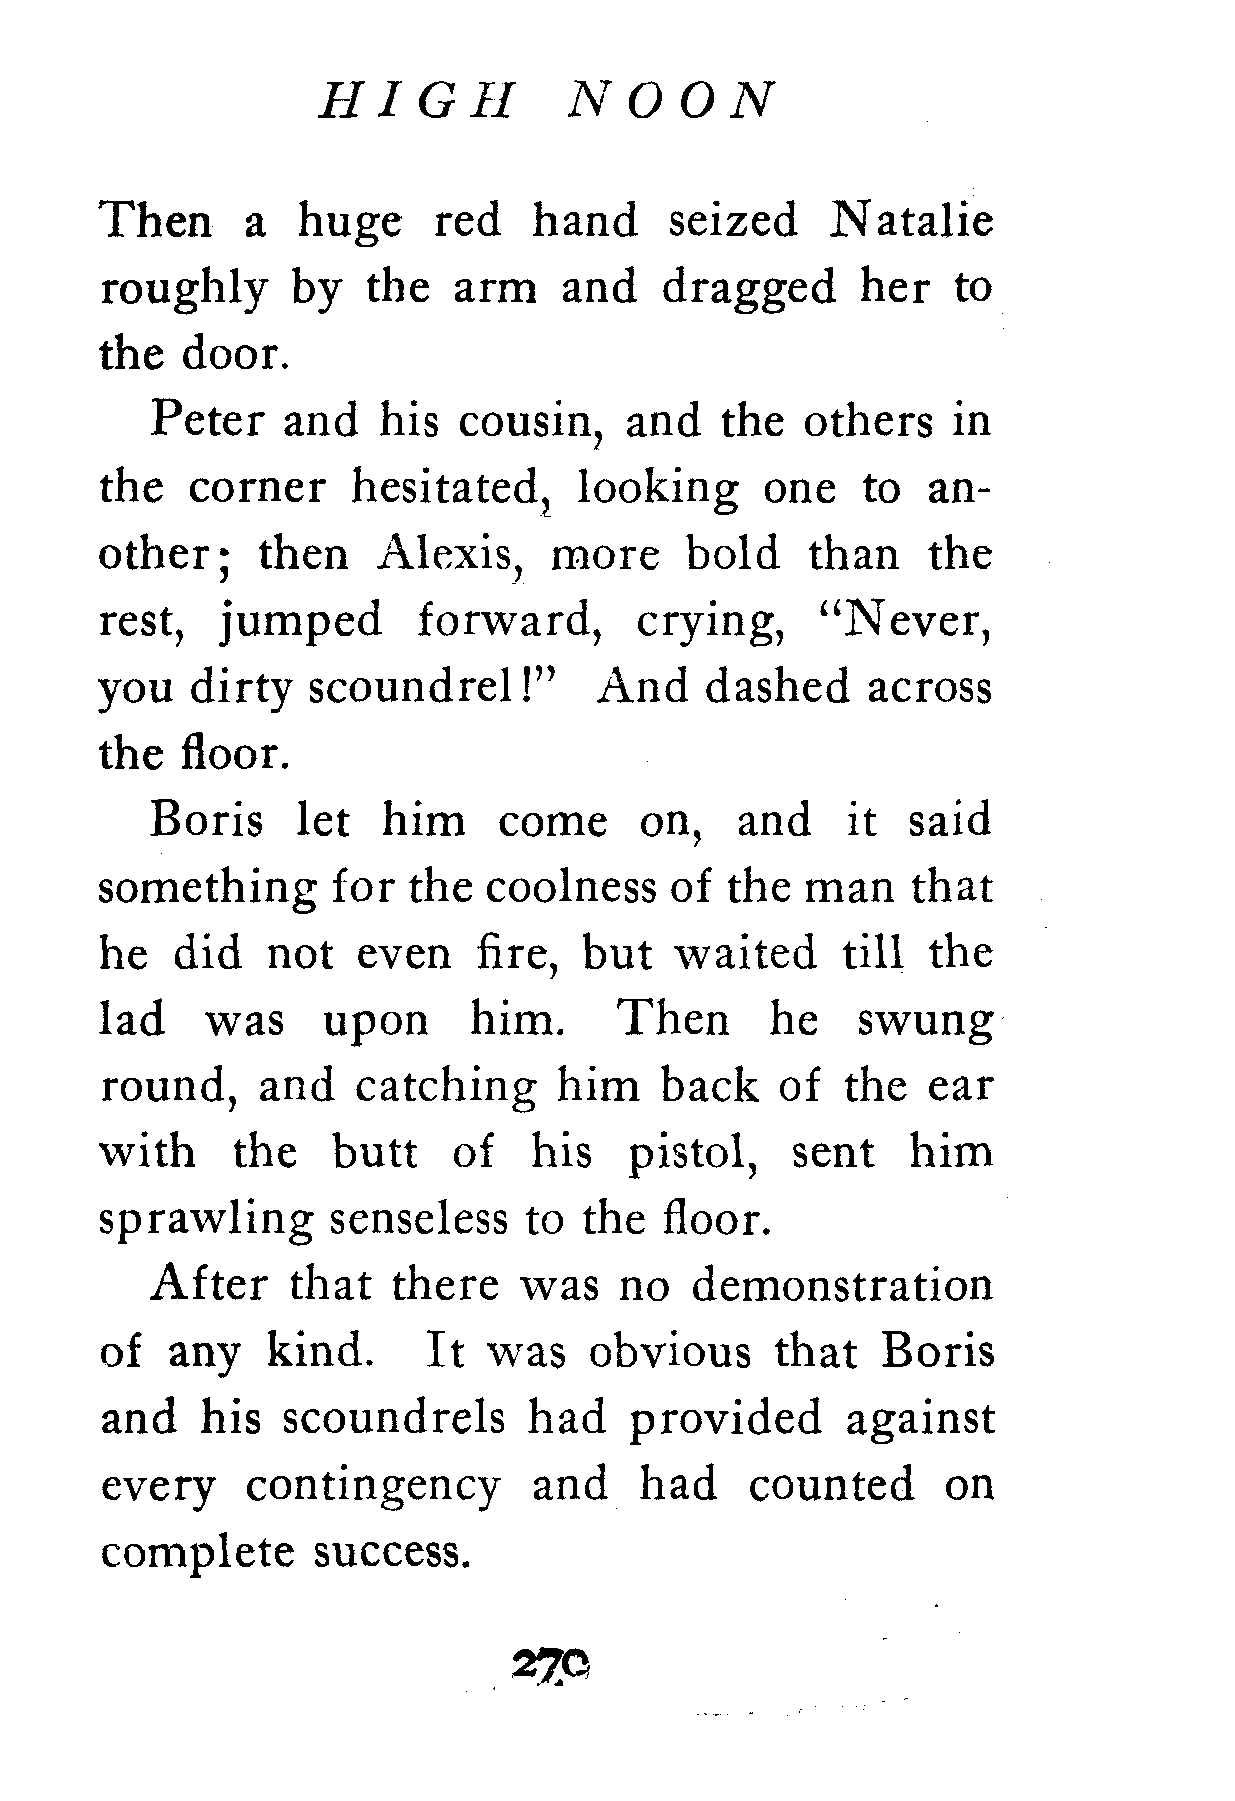 HIGH NOON
Then a huge red hand seized Natalie
roughly by the arm and dragged her to
the door.
Peter and his cousin, and the others in
the corner hesitated, looking one to an-
other; then Alexis, more bold than the
rest, jumped forward, crying, “Never,
you dirty scoundrel!” And dashed across
the floor.
Boris let him come on, and it said
something for the coolness of the man that
he did not even fire, but waited till the
lad was upon him. Then he swung
round, and catching him back of the ear
with the butt of his pistol, sent him
sprawling senseless to the floor.
After that there was no demonstration
of any kind. It was obvious that Boris
and his scoundrels had provided against
every contingency and had counted on
complete success.
270